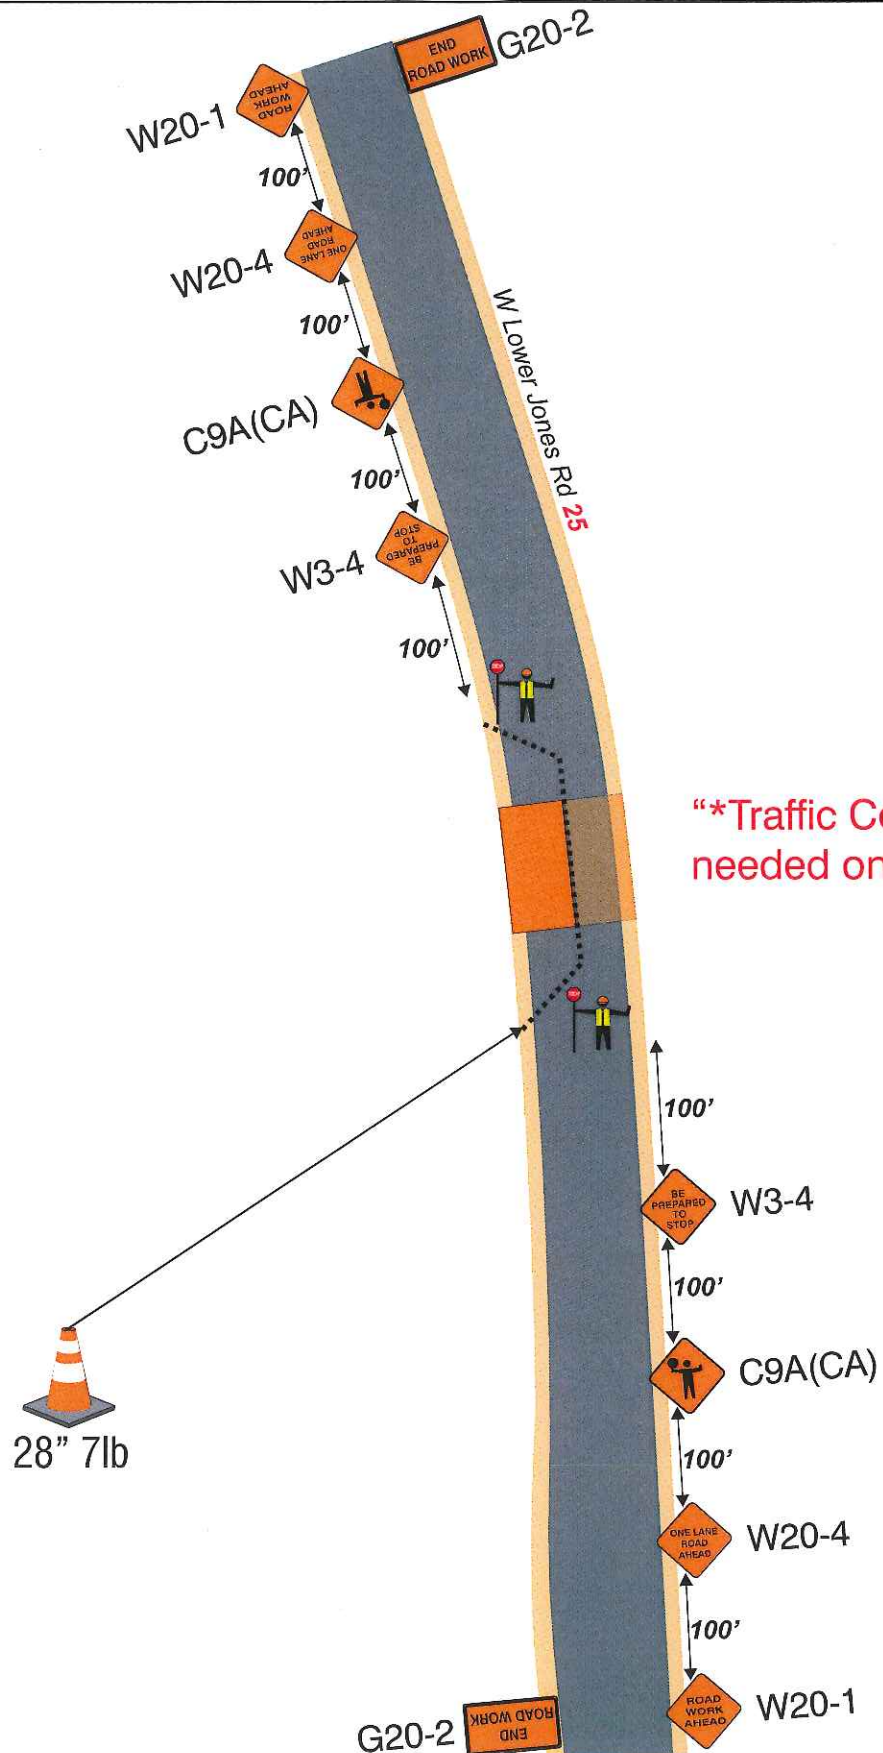 END
ROAD WORK
G20-2
ROAD
WORK
AHEAD
W20-1
100'
ONE LANE
ROAD
AHEAD
W20-4
100'
W Lower Jones Rd 25
C9A(CA)
100'
BE
PREPARED
TO
STOP
W3-4
100'
STOP
“*Traffic Co
needed on
STOP
100'
BE
PREPARED
TO
STOP
W3-4
100'
C9A(CA)
28” 7lb
100'
ONE LANE
ROAD
AHEAD
W20-4
100'
ROAD
WORK
AHEAD
W20-1
G20-2
END
ROAD WORK